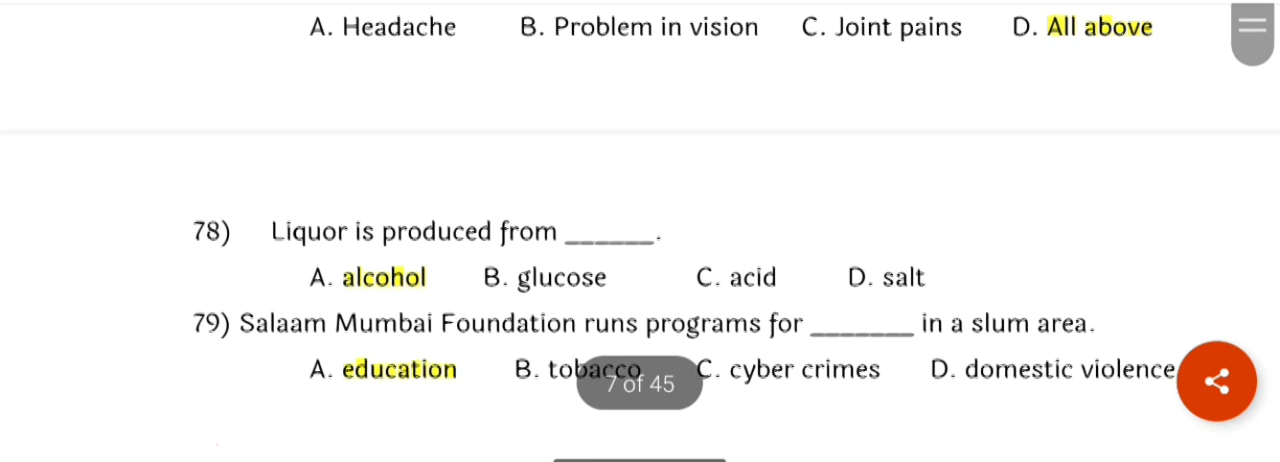 A. Headache B. Problem in vision C. Joint pains D. All above
78) Liquor is produced from ______.
A. alcohol B. glucose C. acid D. salt
79) Salaam Mumbai Foundation runs programs for _______ in a slum area.
A. education B. tobacco C. cyber crimes D. domestic violence
7 of 45